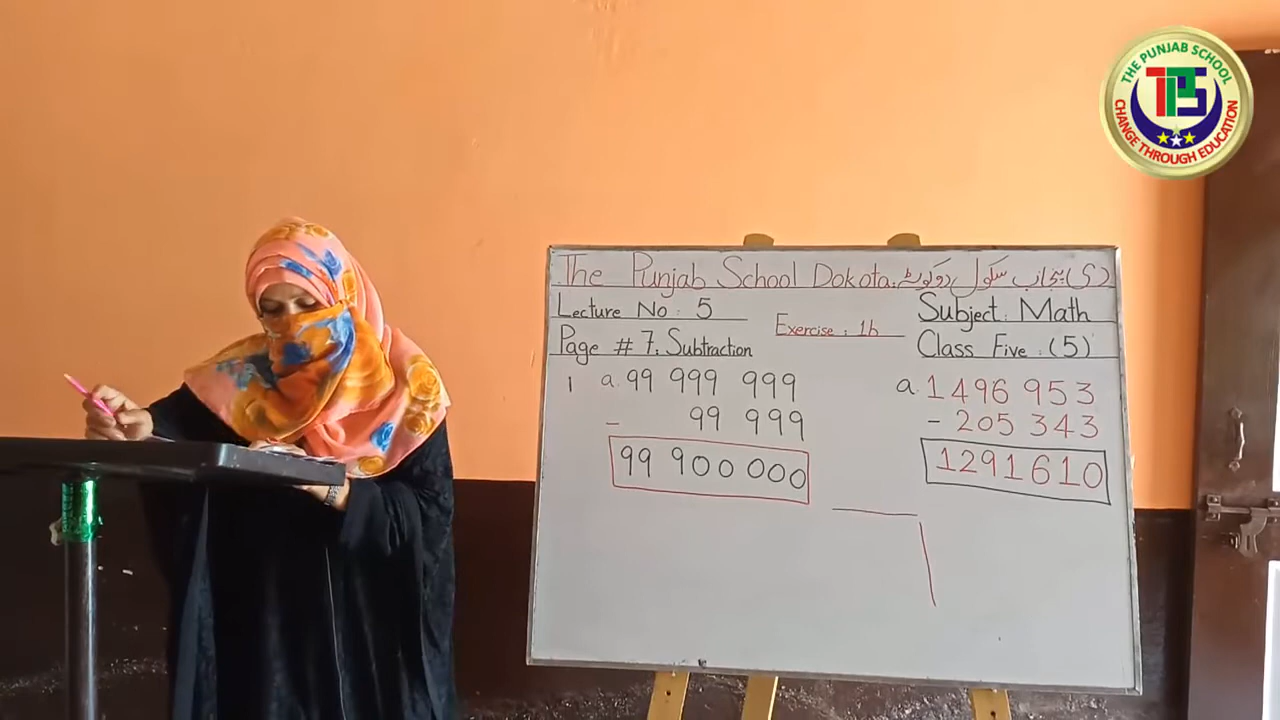 THE PUNJAB SCHOOL
TPS
CHANGE THROUGH EDUCATION
The Punjab School Dokota. دی پنجاب سکول دوکوٹہ
Lecture No : 5
Exercise : 1b
Subject : Math
Page # 7. Subtraction
Class Five : (5)
1 a. 99 999 999
- 99 999
99 900 000
a. 1 496 953
- 205 343
1291610